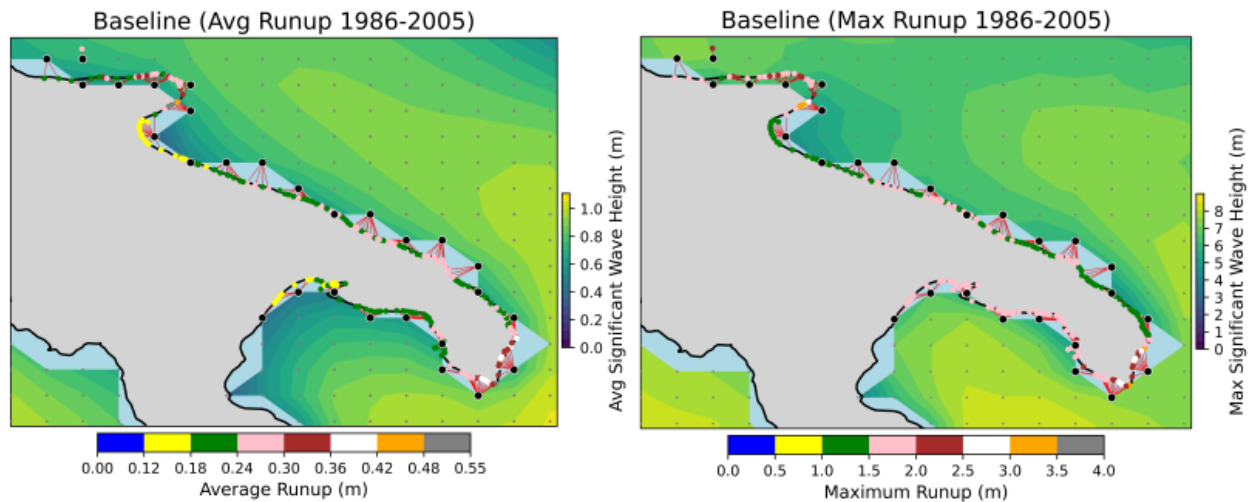 Baseline (Avg Runup 1986-2005)
1.0
0.8
0.6
0.4
0.2
0.0
Avg Significant Wave Height (m)
0.00 0.12 0.18 0.24 0.30 0.36 0.42 0.48 0.55
Average Runup (m)
Baseline (Max Runup 1986-2005)
8
7
6
5
4
3
2
1
0
Max Significant Wave Height (m)
0.0 0.5 1.0 1.5 2.0 2.5 3.0 3.5 4.0
Maximum Runup (m)